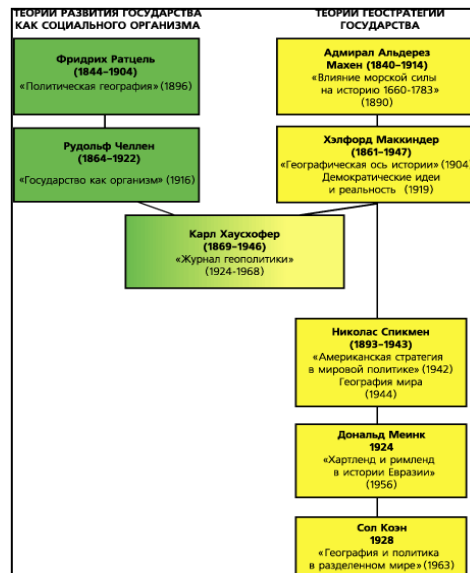 ТЕОРИИ РАЗВИТИЯ ГОСУДАРСТВА
КАК СОЦИАЛЬНОГО ОРГАНИЗМА
Фридрих Ратцель
(1844–1904)
«Политическая география» (1896)
Рудольф Челлен
(1864–1922)
«Государство как организм» (1916)
ТЕОРИИ ГЕОСТРАТЕГИИ
ГОСУДАРСТВА
Адмирал Альдерез
Махен (1840–1914)
«Влияние морской силы
на историю 1660-1783»
(1890)
Хэлфорд Маккиндер
(1861–1947)
«Географическая ось истории» (1904)
Демократические идеи
и реальность (1919)
Карл Хаусхофер
(1869–1946)
«Журнал геополитики»
(1924-1968)
Николас Спикмен
(1893–1943)
«Американская стратегия
в мировой политике» (1942)
География мира
(1944)
Дональд Меинк
1924
«Хартленд и римленд
в истории Евразии»
(1956)
Сол Коэн
1928
«География и политика
в разделенном мире» (1963)